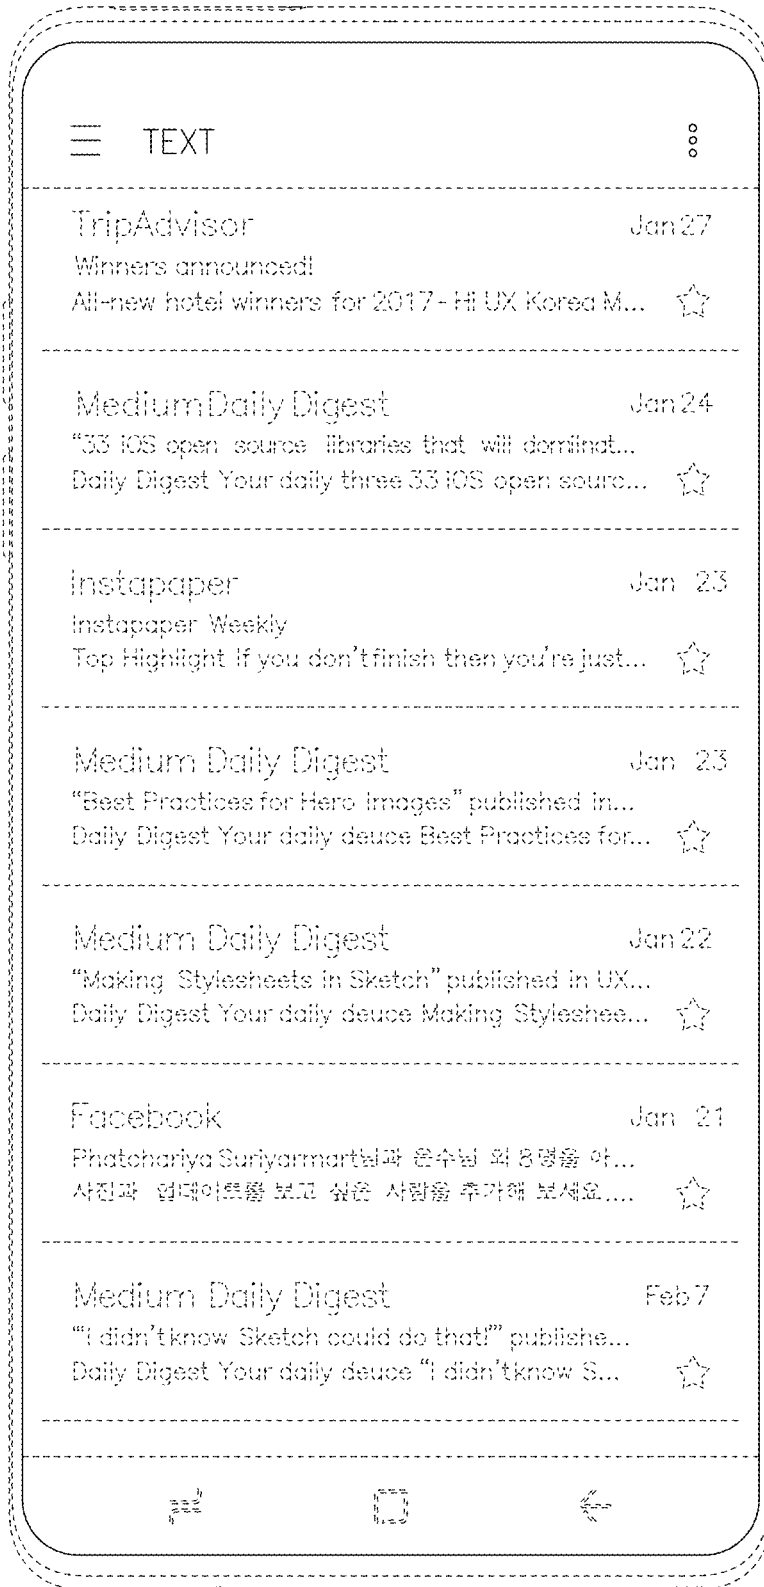 TEXT
TripAdvisor Jan 27
Winners announced!
All-new hotel winners for 2017 - Hi UX Korea M...
Medium Daily Digest Jan 24
“33 iOS open source libraries that will domiinat...
Daily Digest Your daily three 33 iOS open sourc...
Instapaper Jan 23
Instapaper Weekly
Top Highlight If you don't finish then you're just...
Medium Daily Digest Jan 23
“Best Practices for Hero Images” published in...
Daily Digest Your daily deuce Best Practices for...
Medium Daily Digest Jan 22
“Making Stylesheets in Sketch” published in UX...
Daily Digest Your daily deuce Making Styleshee...
Facebook Jan 21
Phatchariya Suriyarmart님과 윤수님 외 8명을 아...
사진과 업데이트를 보고 싶은 사람을 추가해 보세요....
Medium Daily Digest Feb 7
“'I didn't know Sketch could do that!'” publishe...
Daily Digest Your daily deuce “I didn't know S...